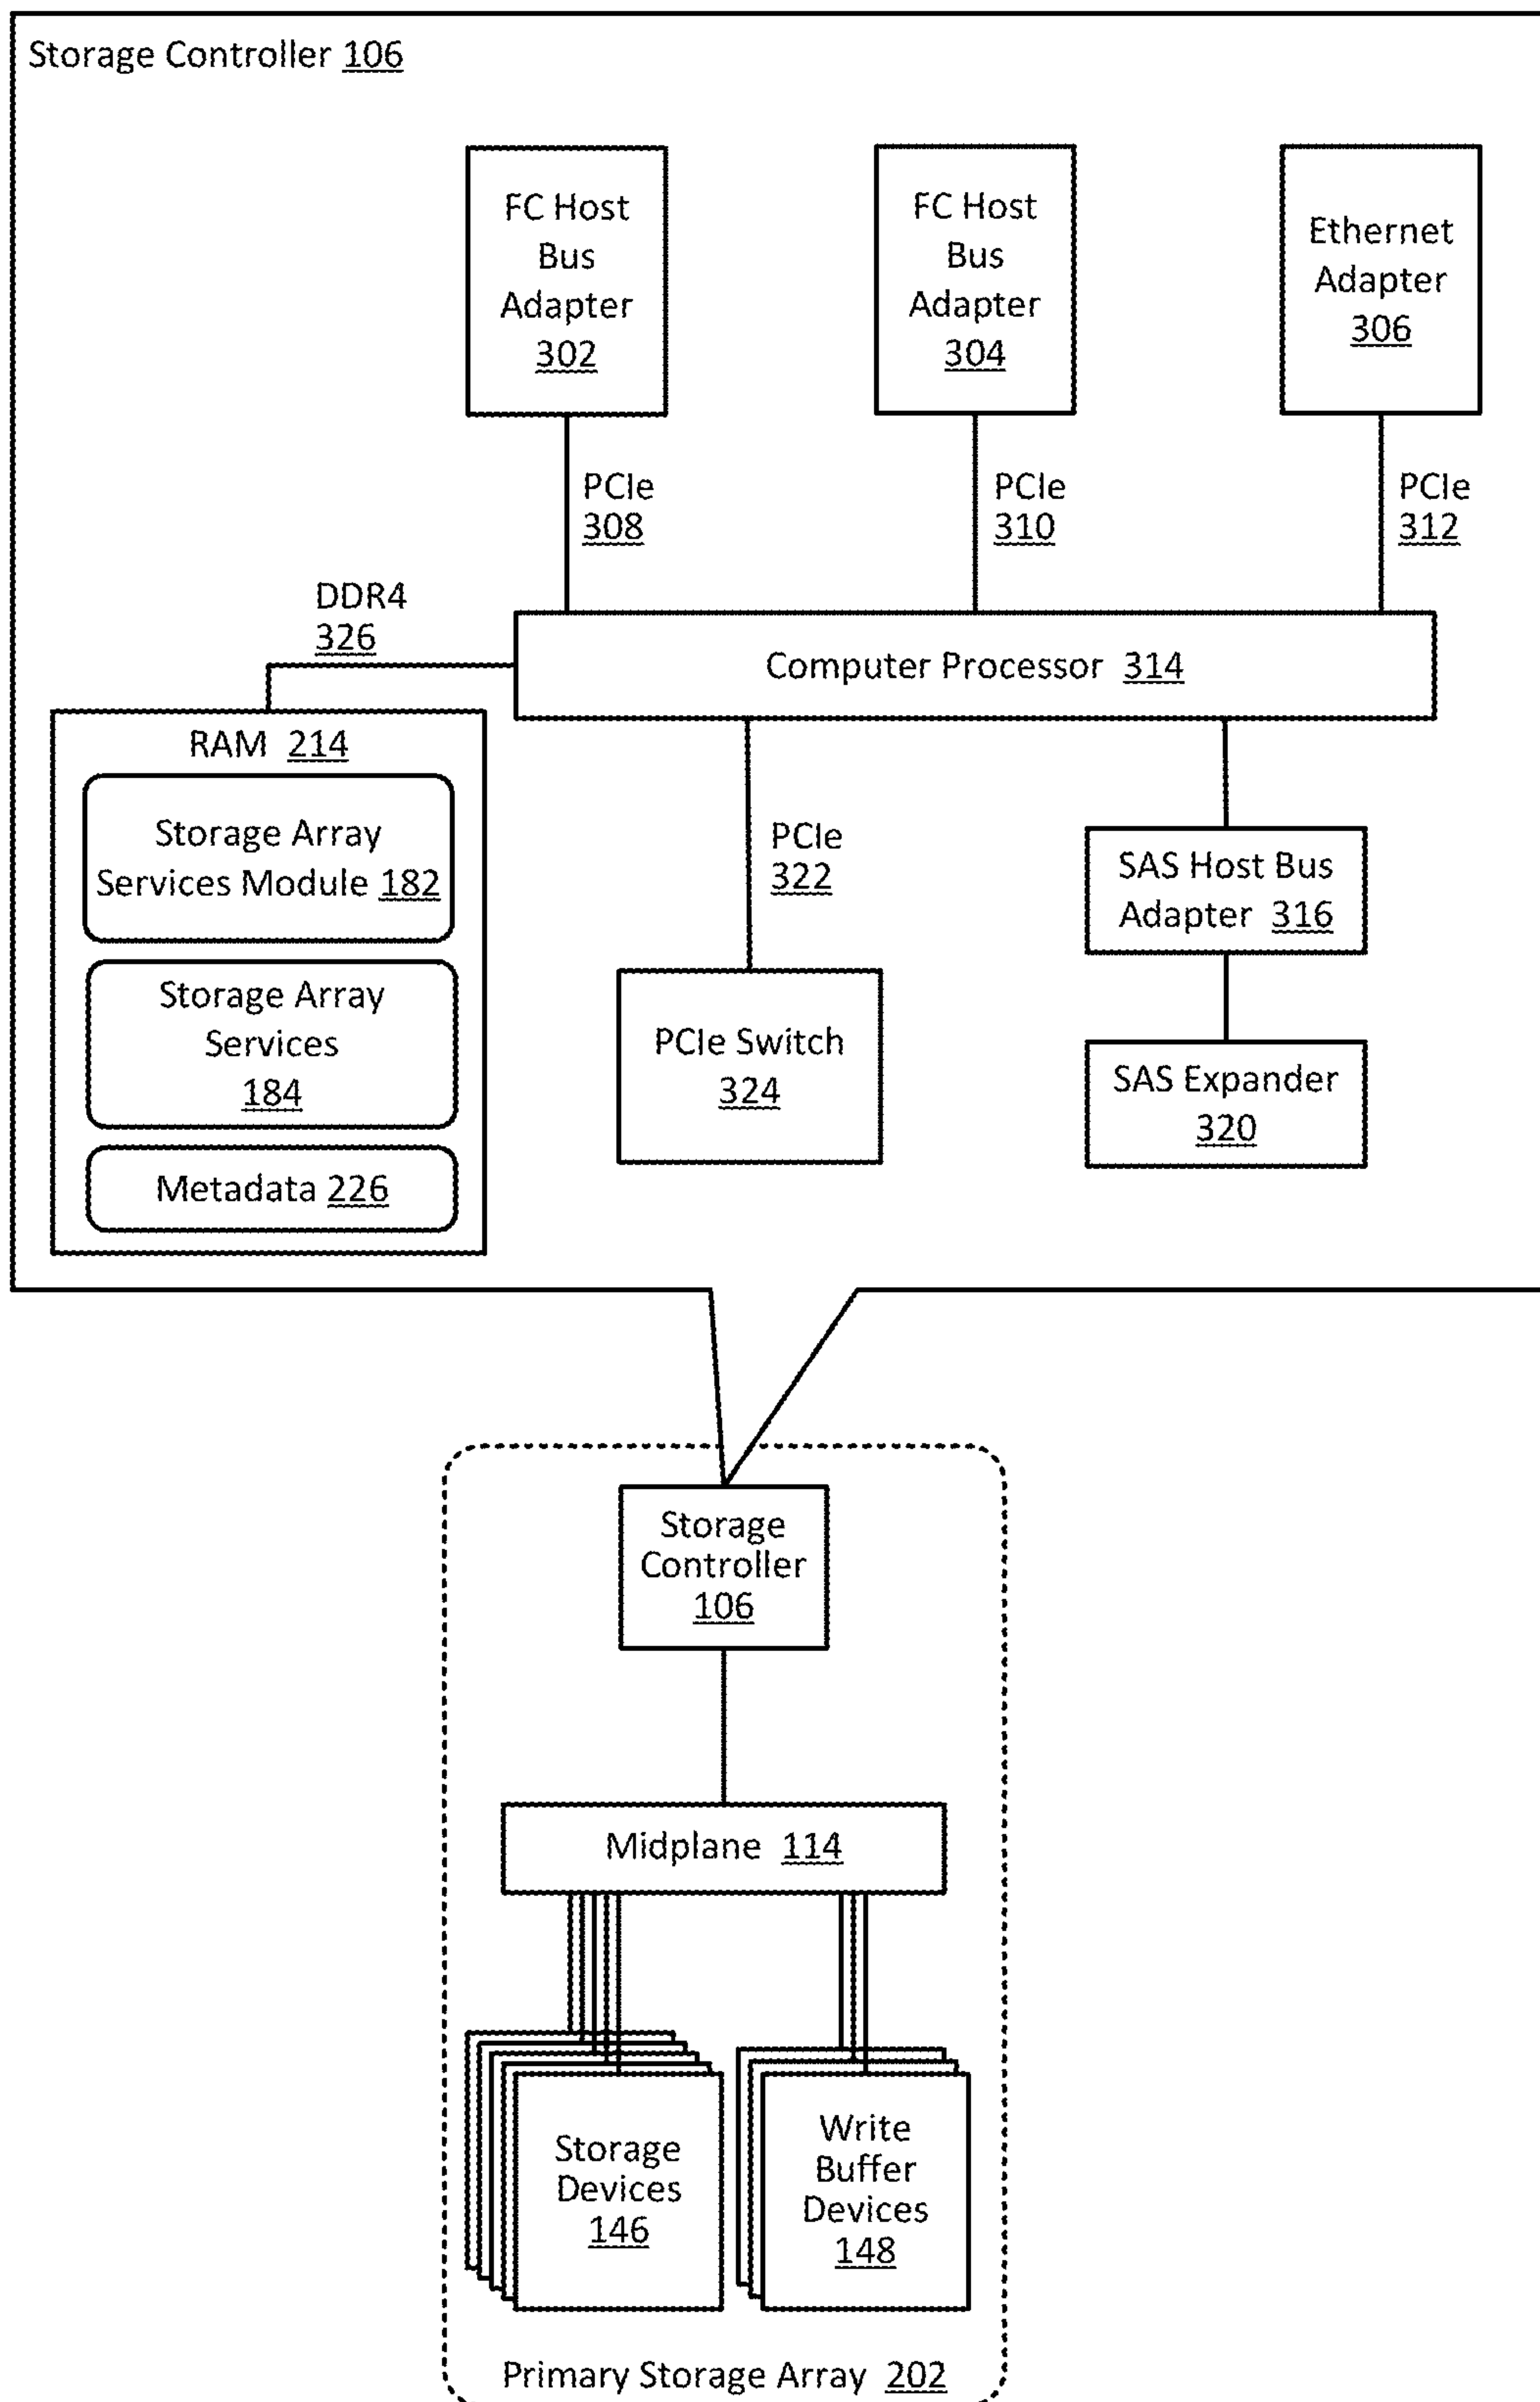 Storage Controller 106
FC Host
Bus
Adapter
302
FC Host
Bus
Adapter
304
Ethernet
Adapter
306
PCIe
308
PCIe
310
PCIe
312
DDR4
326
Computer Processor 314
RAM 214
Storage Array
Services Module 182
Storage Array
Services
184
Metadata 226
PCIe
322
PCIe Switch
324
SAS Host Bus
Adapter 316
SAS Expander
320
Storage
Controller
106
Midplane 114
Storage
Devices
146
Write
Buffer
Devices
148
Primary Storage Array 202